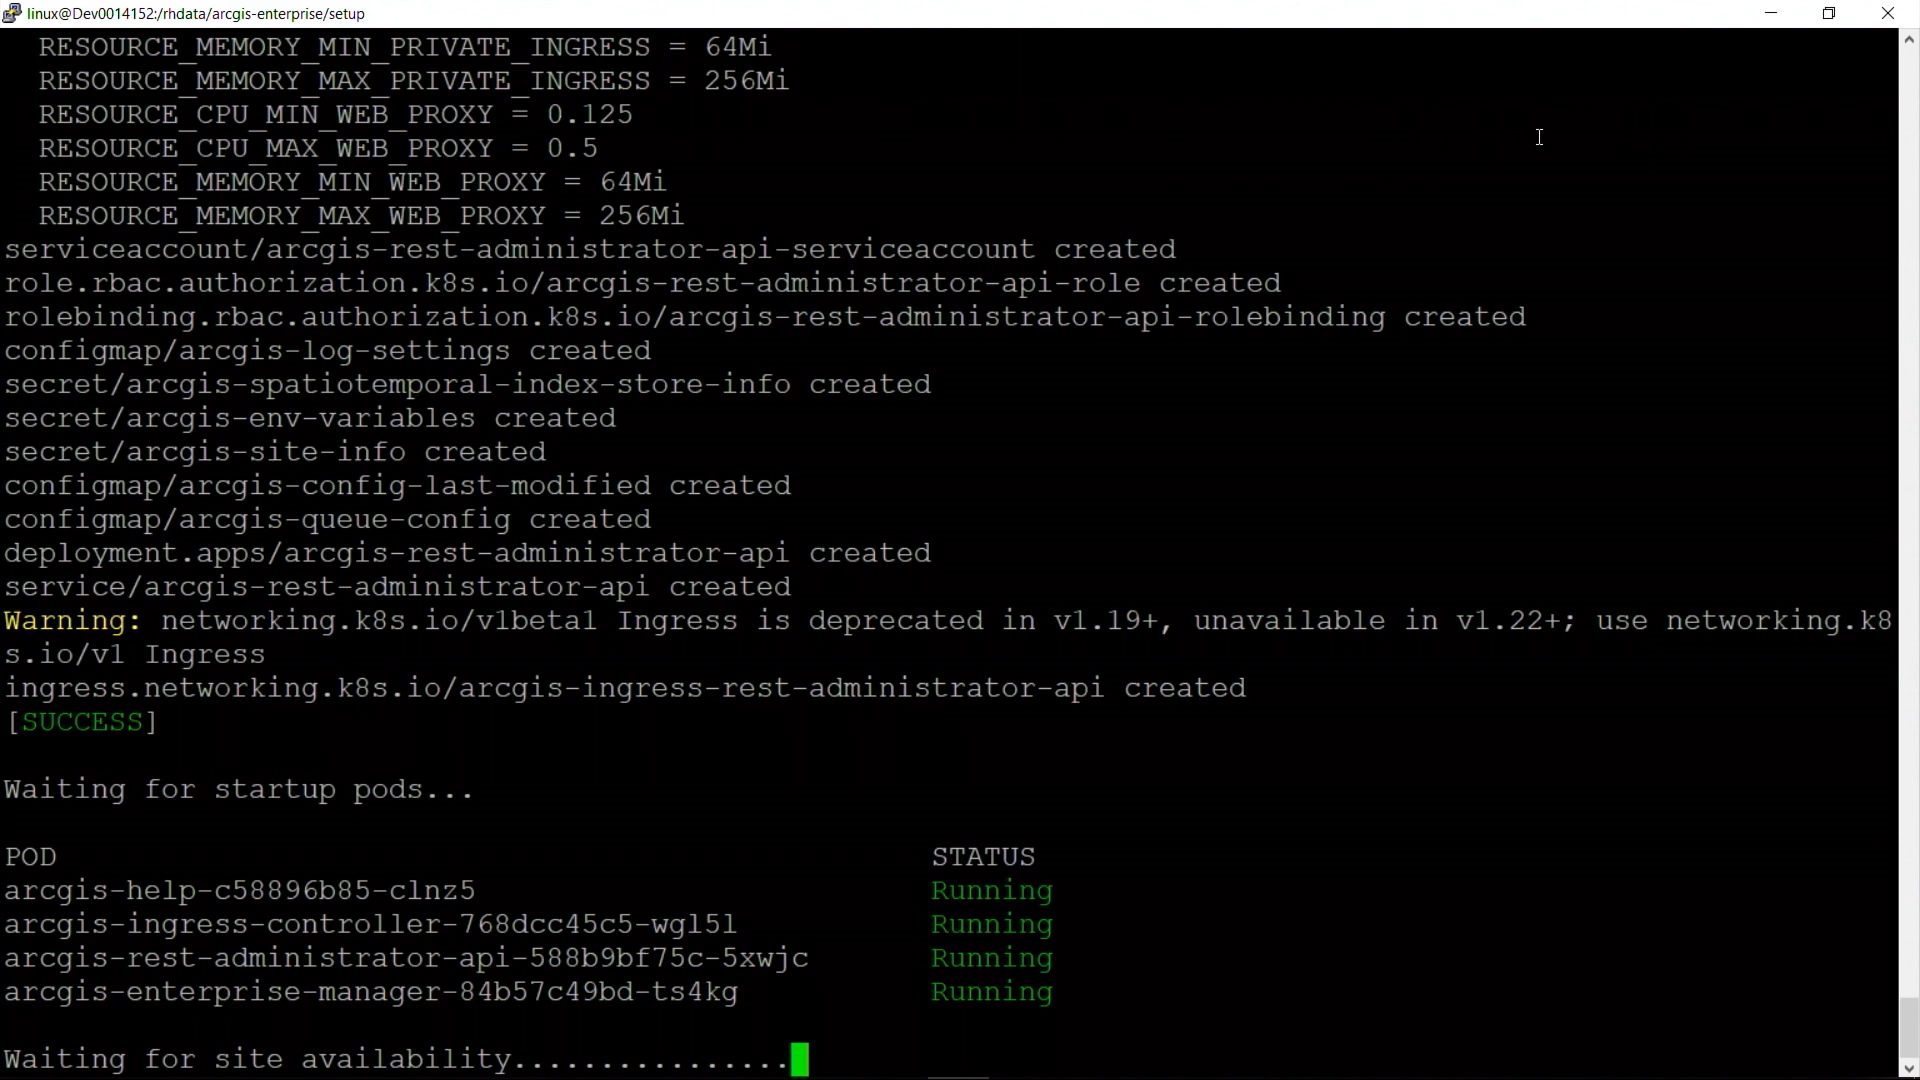 linux@Dev0014152:/rhdata/arcgis-enterprise/setup
RESOURCE_MEMORY_MIN_PRIVATE_INGRESS = 64Mi
RESOURCE_MEMORY_MAX_PRIVATE_INGRESS = 256Mi
RESOURCE_CPU_MIN_WEB_PROXY = 0.125
RESOURCE_CPU_MAX_WEB_PROXY = 0.5
RESOURCE_MEMORY_MIN_WEB_PROXY = 64Mi
RESOURCE_MEMORY_MAX_WEB_PROXY = 256Mi
serviceaccount/arcgis-rest-administrator-api-serviceaccount created
role.rbac.authorization.k8s.io/arcgis-rest-administrator-api-role created
rolebinding.rbac.authorization.k8s.io/arcgis-rest-administrator-api-rolebinding created
configmap/arcgis-log-settings created
secret/arcgis-spatiotemporal-index-store-info created
secret/arcgis-env-variables created
secret/arcgis-site-info created
configmap/arcgis-config-last-modified created
configmap/arcgis-queue-config created
deployment.apps/arcgis-rest-administrator-api created
service/arcgis-rest-administrator-api created
Warning: networking.k8s.io/v1beta1 Ingress is deprecated in v1.19+, unavailable in v1.22+; use networking.k8
s.io/v1 Ingress
ingress.networking.k8s.io/arcgis-ingress-rest-administrator-api created
[SUCCESS]
Waiting for startup pods...
POD STATUS
arcgis-help-c58896b85-clnz5 Running
arcgis-ingress-controller-768dcc45c5-wgl5l Running
arcgis-rest-administrator-api-588b9bf75c-5xwjc Running
arcgis-enterprise-manager-84b57c49bd-ts4kg Running
Waiting for site availability................